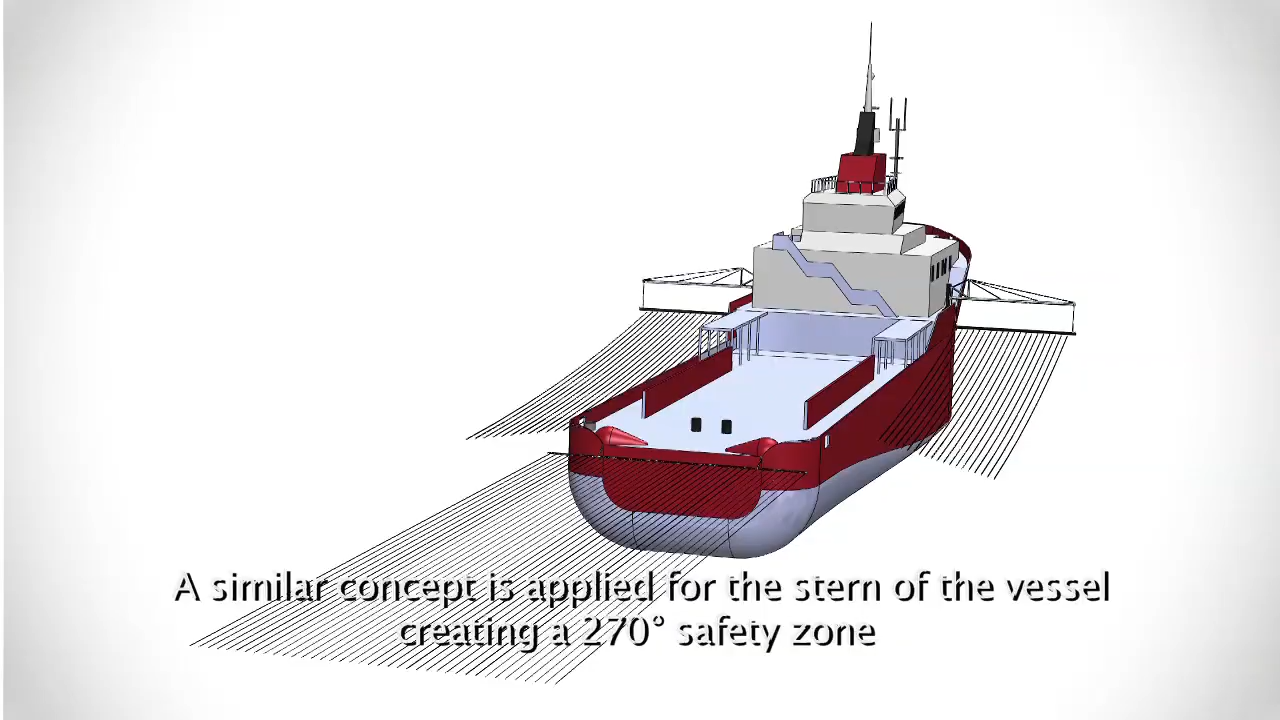 A similar concept is applied for the stern of the vessel
creating a 270° safety zone